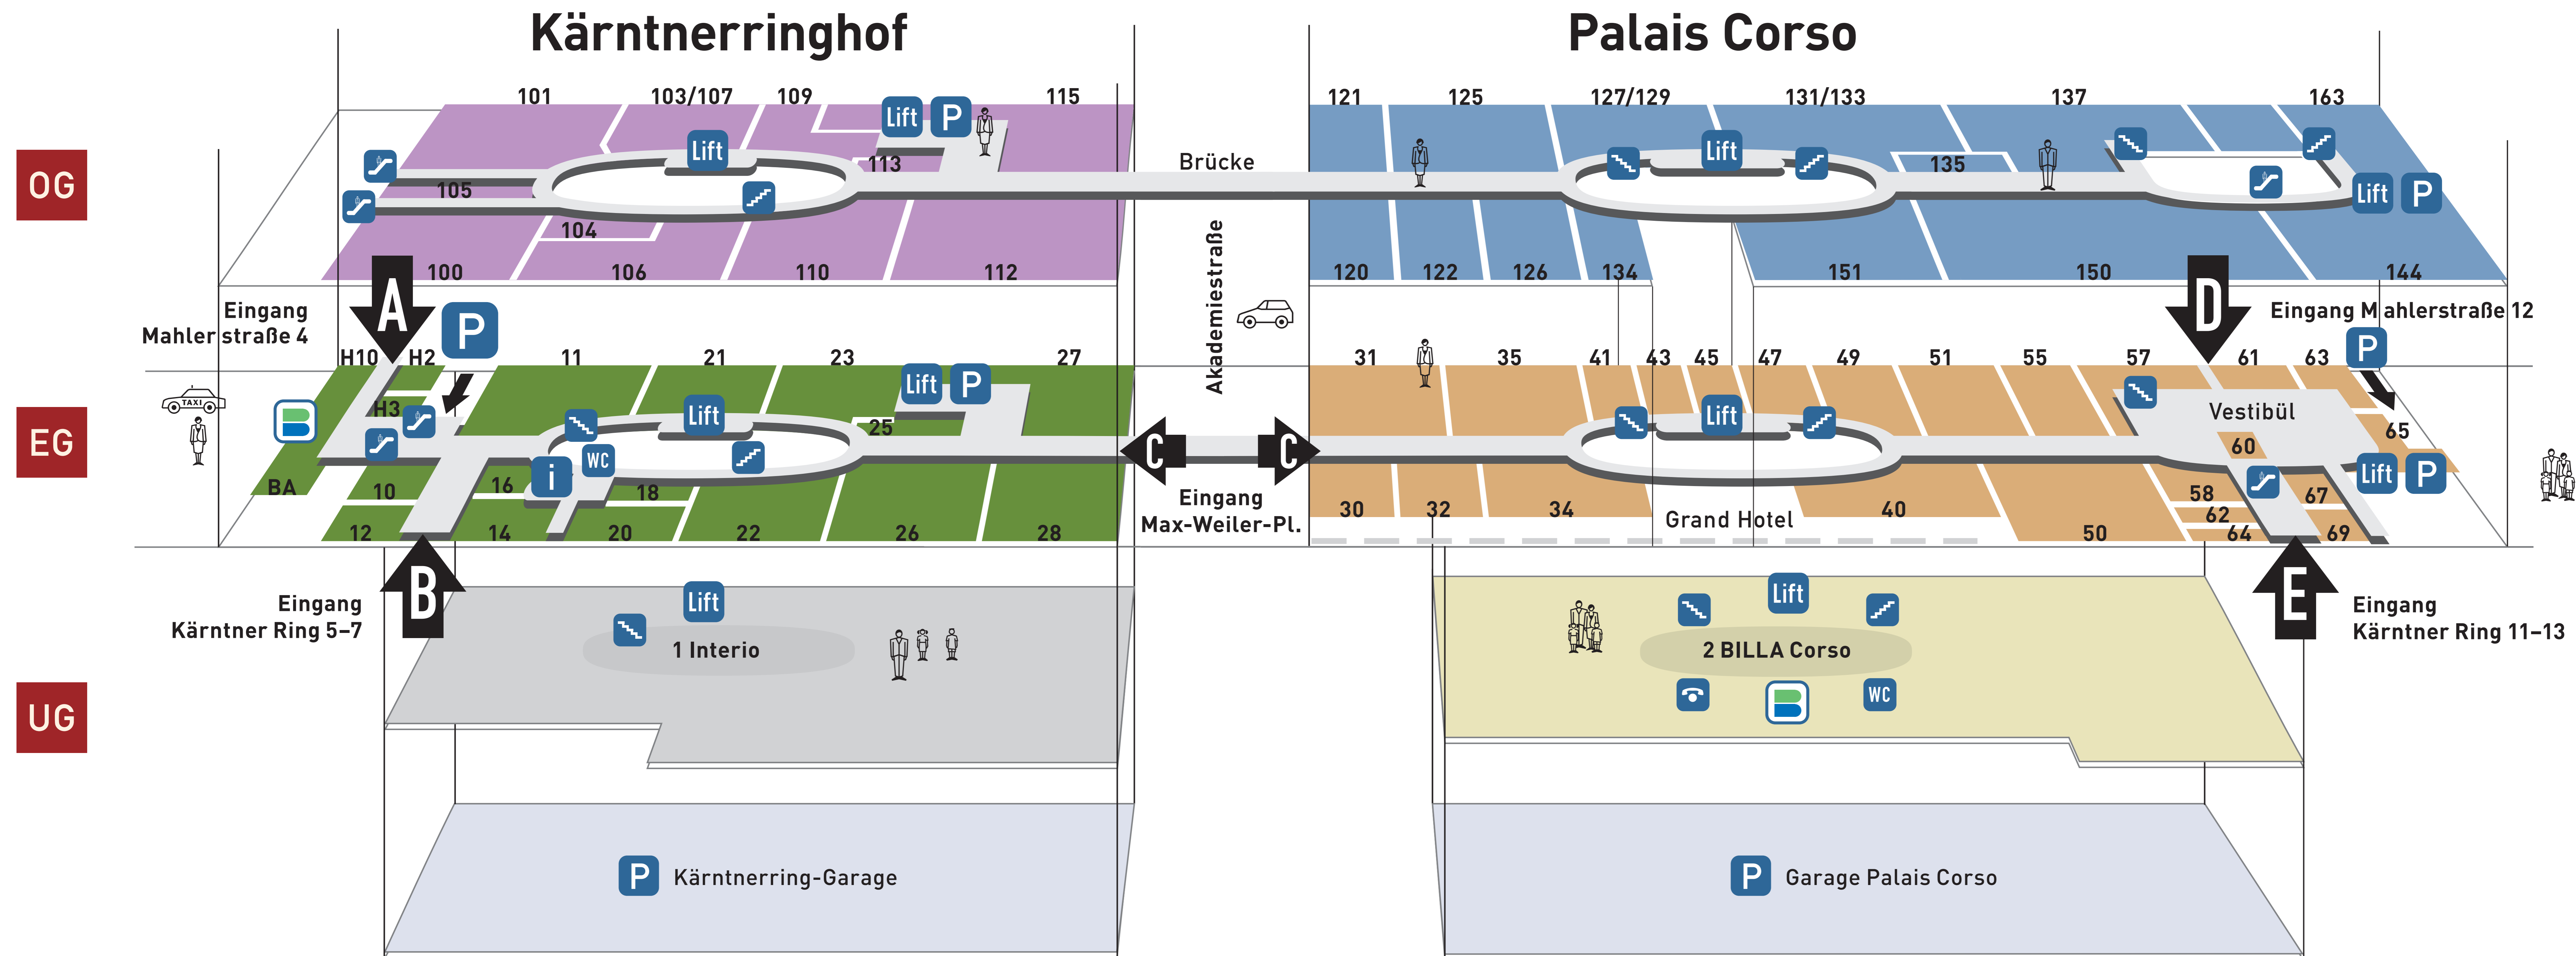 Kärntnerringhof
Palais Corso
OG
101
103/107
109
Lift
P
115
121
125
127/129
131/133
137
163
Lift
113
105
104
100
106
110
112
Brücke
Akademiestraße
Lift
135
Lift
P
120
122
126
134
151
150
144
Eingang
Mahlerstraße 4
A
P
D
Eingang Mahlerstraße 12
P
EG
H10
H2
11
21
23
27
31
35
41
43
45
47
49
51
55
57
61
63
TAXI
H3
Lift
Lift
P
25
Lift
Vestibül
60
65
Lift
P
BA
10
12
16
i
WC
18
14
20
22
26
28
C
C
Eingang
Max-Weiler-Pl.
30
32
34
Grand Hotel
40
50
58
62
64
67
69
B
Eingang
Kärntner Ring 5–7
E
Eingang
Kärntner Ring 11–13
UG
Lift
1 Interio
Lift
2 BILLA Corso
B
WC
P Kärntnerring-Garage
P Garage Palais Corso